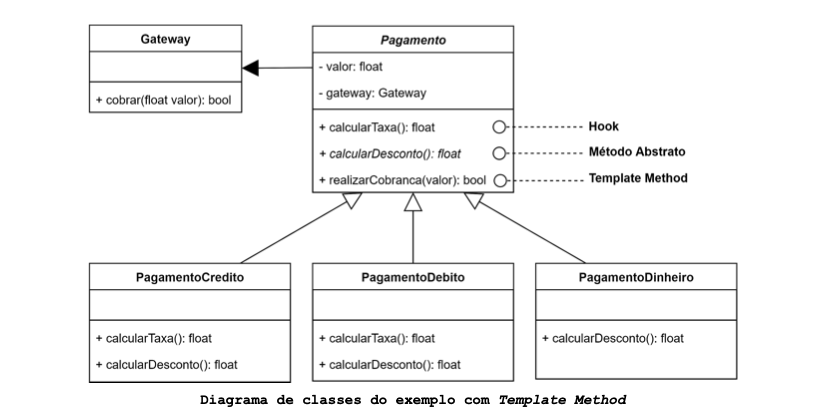 Gateway
+ cobrar(float valor): bool
Pagamento
- valor: float
- gateway: Gateway
+ calcularTaxa(): float
+ calcularDesconto(): float
+ realizarCobranca(valor): bool
Hook
Método Abstrato
Template Method
PagamentoCredito
+ calcularTaxa(): float
+ calcularDesconto(): float
PagamentoDebito
+ calcularTaxa(): float
+ calcularDesconto(): float
PagamentoDinheiro
+ calcularDesconto(): float
Diagrama de classes do exemplo com Template Method